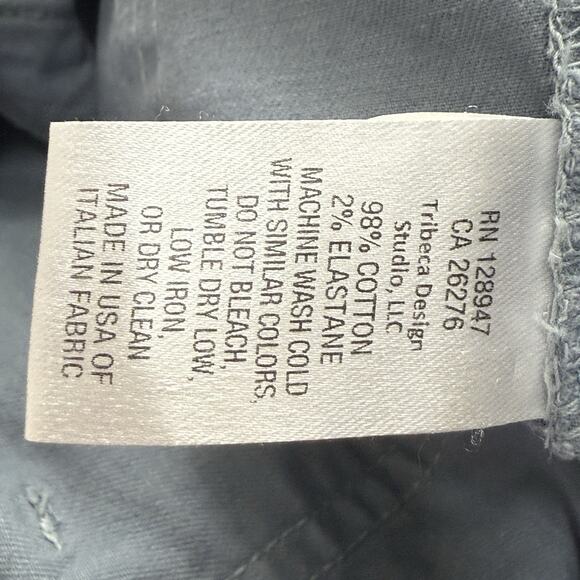 RN 128947
CA 26276
Tribeca Design
Studio, LLC
98% COTTON
2% ELASTANE
MACHINE WASH COLD
WITH SIMILAR COLORS,
DO NOT BLEACH,
TUMBLE DRY LOW,
LOW IRON,
OR DRY CLEAN
MADE IN USA OF
ITALIAN FABRIC